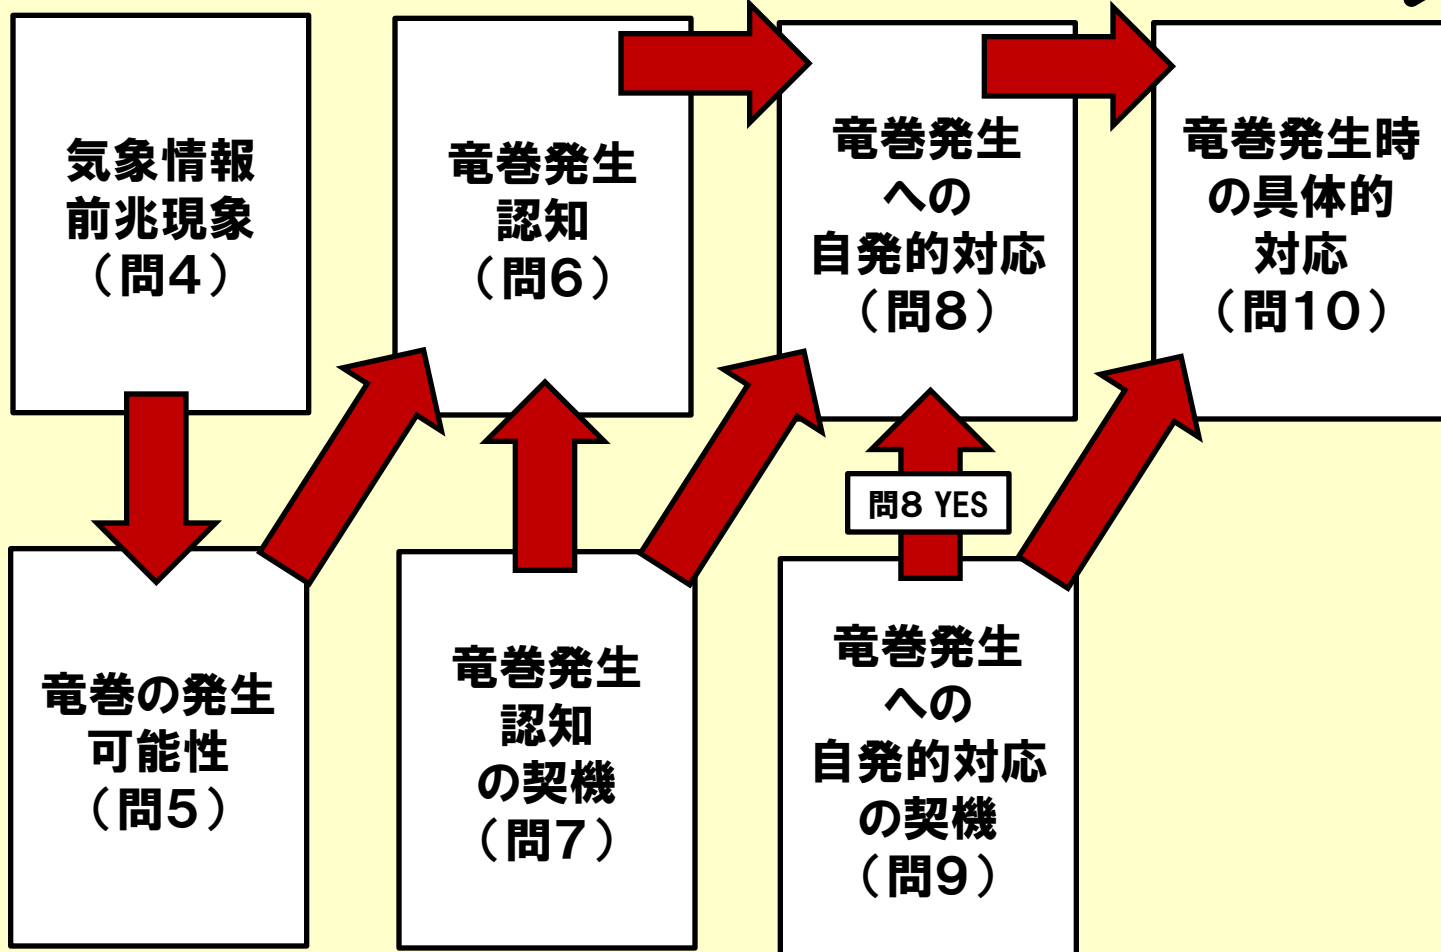 気象情報
前兆現象
（問4）
竜巻発生
認知
（問6）
竜巻発生
への
自発的対応
（問8）
竜巻発生時
の具体的
対応
（問10）
問8 YES
竜巻の発生
可能性
（問5）
竜巻発生
認知
の契機
（問7）
竜巻発生
への
自発的対応
の契機
（問9）